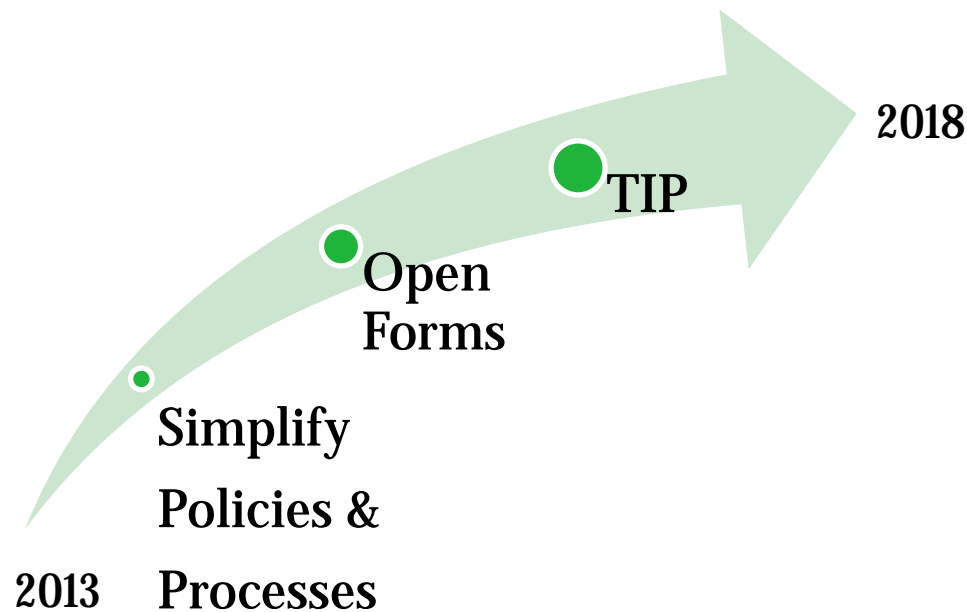 2018
TIP
Open
Forms
Simplify
Policies &
Processes
2013